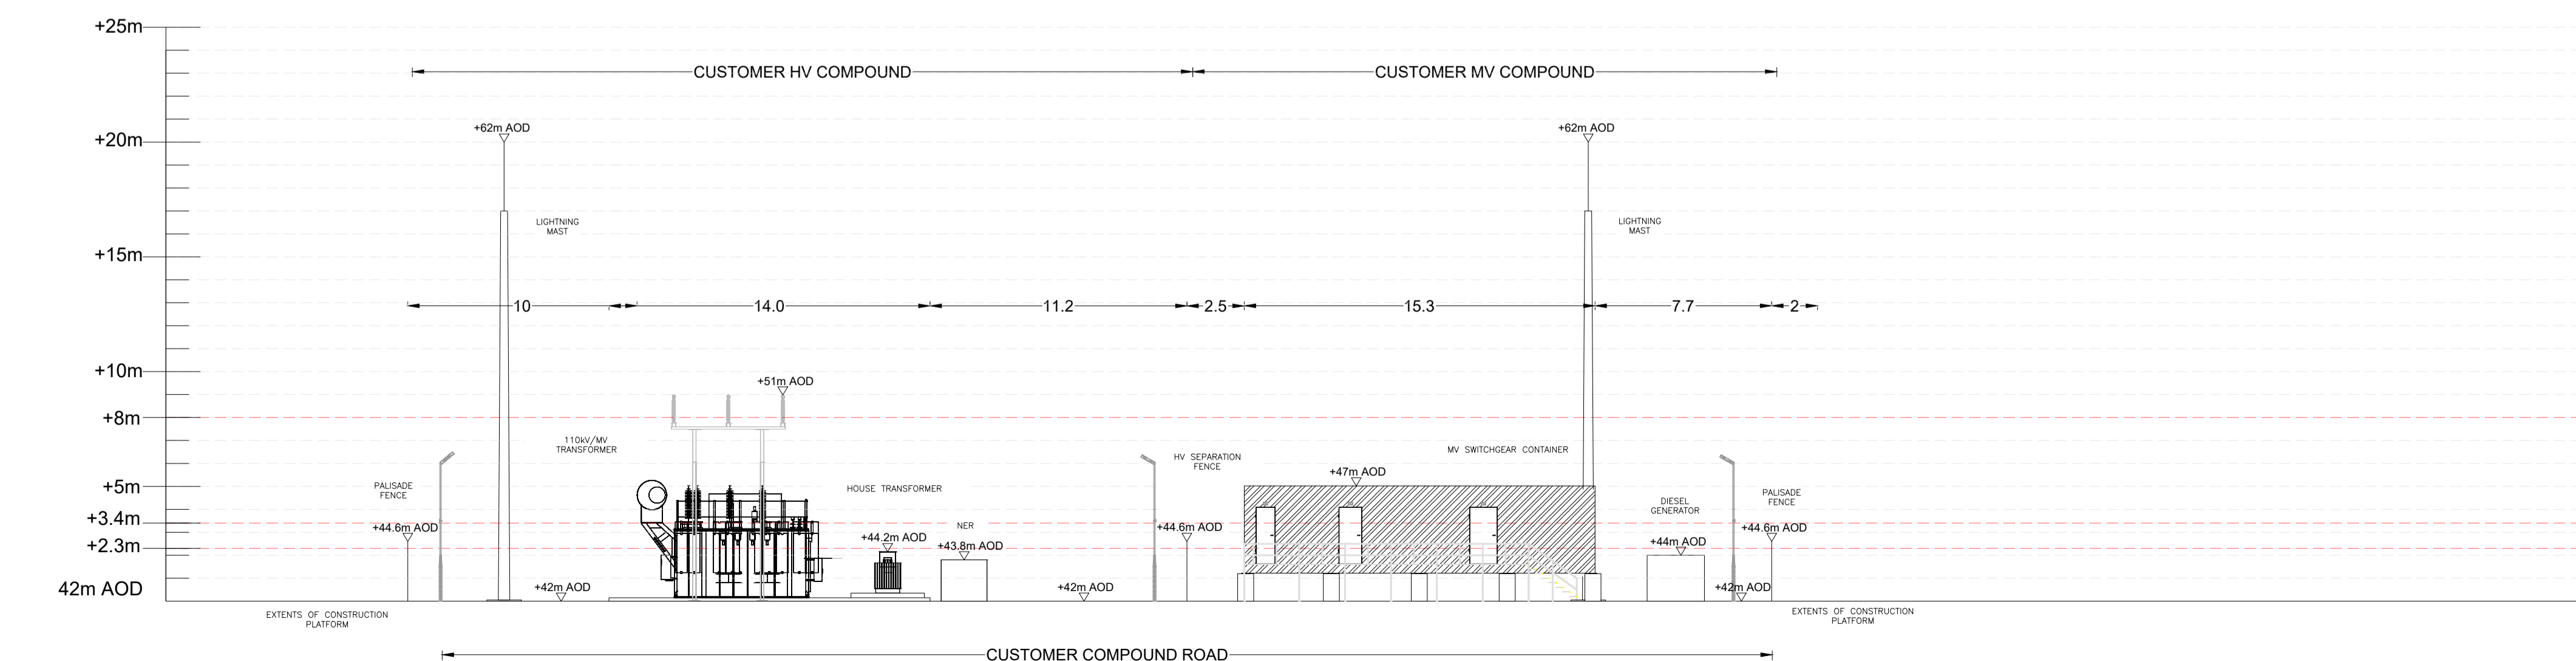 +25m
CUSTOMER HV COMPOUND
CUSTOMER MV COMPOUND
+62m AOD
+62m AOD
+20m
LIGHTNING
MAST
LIGHTNING
MAST
+15m
10
14.0
11.2
2.5
15.3
7.7
2
+10m
+51m AOD
+8m
110kV/MV
TRANSFORMER
HV SEPARATION
FENCE
MV SWITCHGEAR CONTAINER
+47m AOD
+5m
PALISADE
FENCE
HOUSE TRANSFORMER
DIESEL
GENERATOR
PALISADE
FENCE
+3.4m
+44.6m AOD
NER
+44.6m AOD
+44.6m AOD
+2.3m
+44.2m AOD
+43.8m AOD
+44m AOD
42m AOD
+42m AOD
+42m AOD
+42m AOD
EXTENTS OF CONSTRUCTION
PLATFORM
EXTENTS OF CONSTRUCTION
PLATFORM
CUSTOMER COMPOUND ROAD